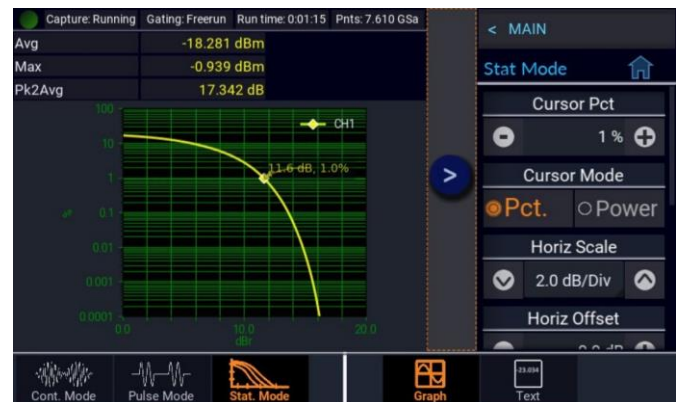 Capture: Running Gating: Freerun Run time: 0:01:15 Pnts: 7.610 GSa
Avg -18.281 dBm
Max -0.939 dBm
Pk2Avg 17.342 dB
100
10
1
0.1
0.01
0.001
0.0001
%
CH1
11.6 dB, 1.0%
0.0 10.0 20.0
dBr
>
< MAIN
Stat Mode
Cursor Pct
1 %
Cursor Mode
Pct. Power
Horiz Scale
2.0 dB/Div
Horiz Offset
0.0 dB
Cont. Mode Pulse Mode Stat. Mode Graph Text